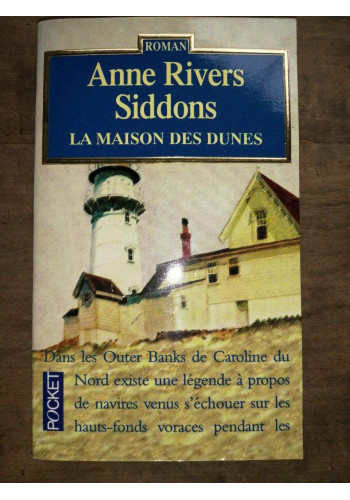 ROMAN
Anne Rivers
Siddons
LA MAISON DES DUNES
Dans les Outer Banks de Caroline du
Nord existe une légende à propos
de navires venus s'échouer sur les
hauts-fonds voraces pendant les
POCKET